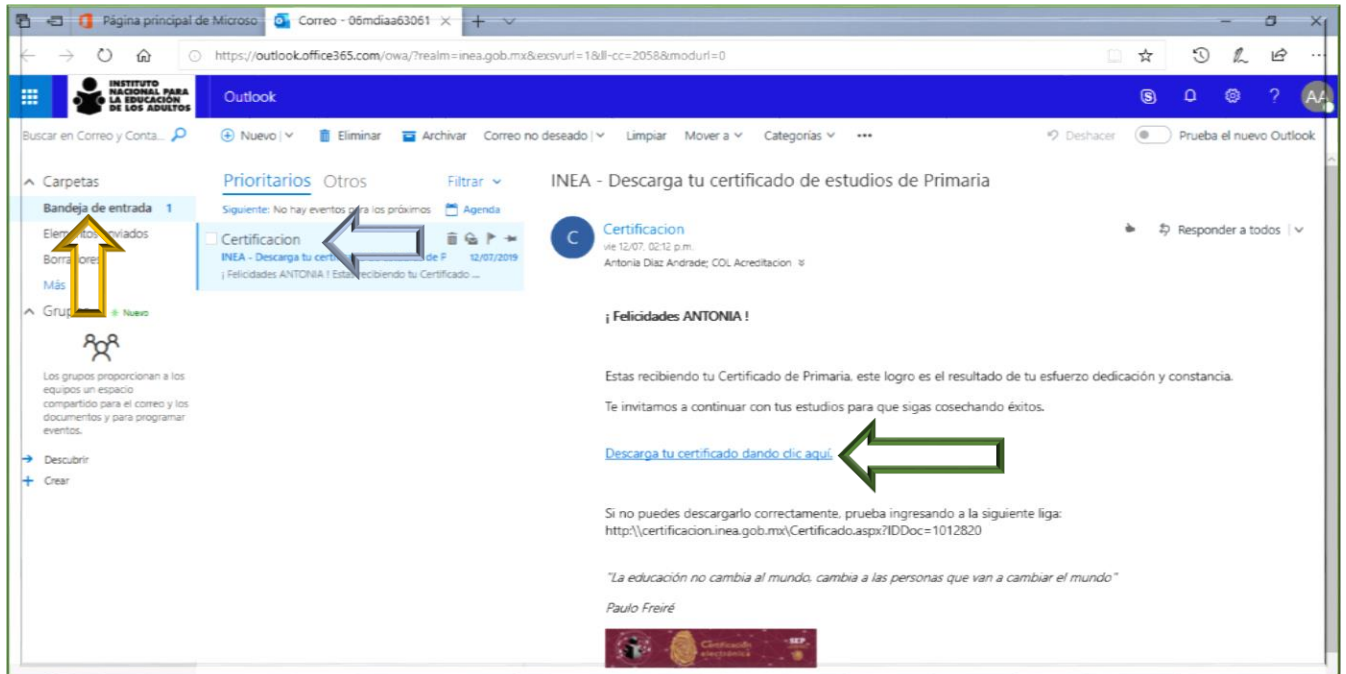 Página principal de Microso
Correo - 06mdiaa63061
https://outlook.office365.com/owa/?realm=inea.gob.mx&exsvurl=1&ll-cc=2058&modurl=0
INSTITUTO
NACIONAL PARA
LA EDUCACIÓN
DE LOS ADULTOS
Outlook
AA
Buscar en Correo y Conta...
Nuevo
Eliminar
Archivar
Correo no deseado
Limpiar
Mover a
Categorías
Deshacer
Prueba el nuevo Outlook
Carpetas
Bandeja de entrada 1
Más
Nuevo
Los grupos proporcionan a los
equipos un espacio
compartido para el correo y los
documentos y para programar
eventos.
Descubrir
Crear
Prioritarios Otros Filtrar
Siguiente: No hay eventos para los próximos Agenda
Certificacion
INEA - Descarga tu de P 12/07/2019
¡ Felicidades ANTONIA ! Estas recibiendo tu Certificado ...
INEA - Descarga tu certificado de estudios de Primaria
C
Certificacion
vie 12/07, 02:12 p.m.
Antonia Diaz Andrade; COL Acreditacion
Responder a todos
¡ Felicidades ANTONIA !
Estas recibiendo tu Certificado de Primaria, este logro es el resultado de tu esfuerzo dedicación y constancia.
Te invitamos a continuar con tus estudios para que sigas cosechando éxitos.
Descarga tu certificado dando clic aquí.
Si no puedes descargarlo correctamente, prueba ingresando a la siguiente liga:
http:\\certificacion.inea.gob.mx\Certificado.aspx?IDDoc=1012820
"La educación no cambia al mundo, cambia a las personas que van a cambiar el mundo"
Paulo Freiré
Certificación
electrónica
SEP